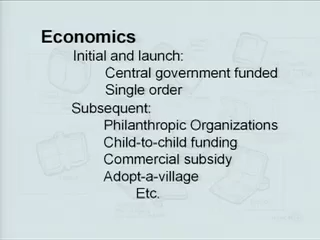 Economics
Initial and launch:
Central government funded
Single order
Subsequent:
Philanthropic Organizations
Child-to-child funding
Commercial subsidy
Adopt-a-village
Etc.